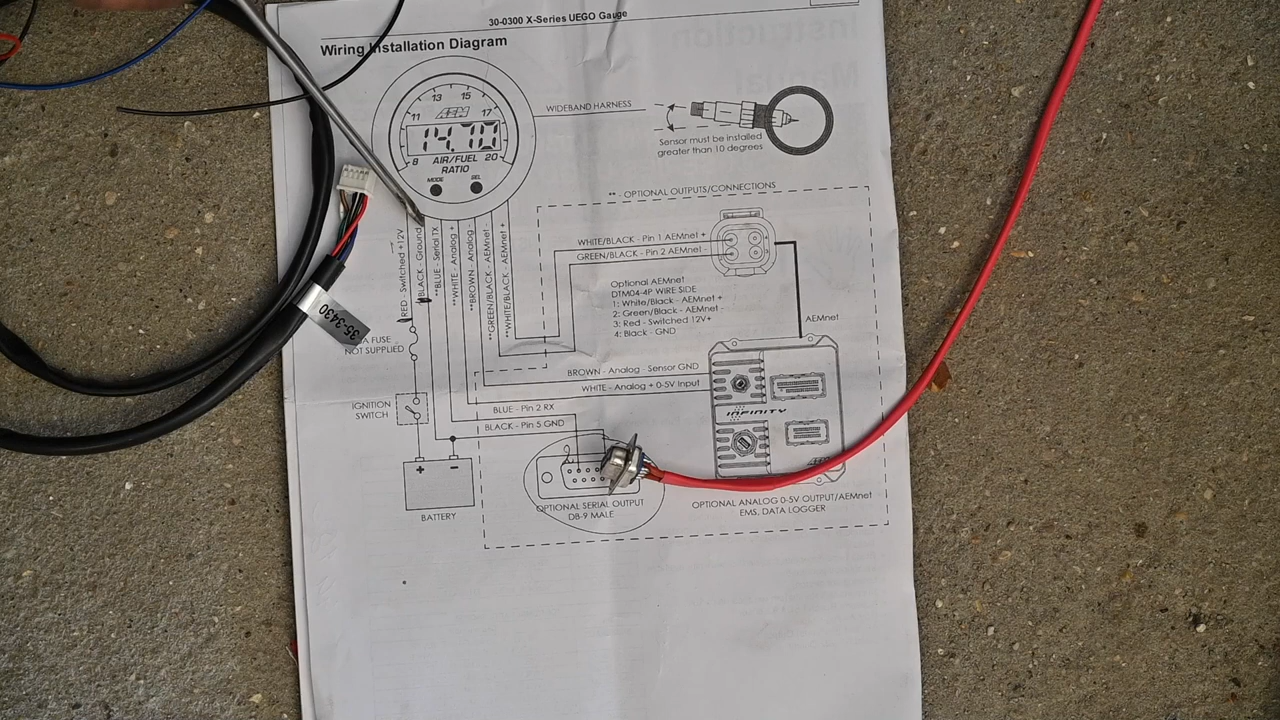 30-0300 X-Series UEGO Gauge
Wiring Installation Diagram
13 15
11 17
AEM
14.70
8 AIR/FUEL 20
RATIO
MODE SEL
WIDEBAND HARNESS
Sensor must be installed
greater than 10 degrees
** - OPTIONAL OUTPUTS/CONNECTIONS
RED - Switched +12V
BLACK - Ground
**BLUE - Serial TX
**WHITE - Analog +
**BROWN - Analog -
**GREEN/BLACK - AEMnet -
**WHITE/BLACK - AEMnet +
WHITE/BLACK - Pin 1 AEMnet +
GREEN/BLACK - Pin 2 AEMnet -
Optional AEMnet
DTM04-4P WIRE SIDE
1: White/Black - AEMnet +
2: Green/Black - AEMnet -
3: Red - Switched 12V+
4: Black - GND
AEMnet
35-3430
A FUSE
NOT SUPPLIED
BROWN - Analog - Sensor GND
WHITE - Analog + 0-5V Input
IGNITION
SWITCH
BLUE - Pin 2 RX
BLACK - Pin 5 GND
INFINITY
AEM
+ -
BATTERY
OPTIONAL SERIAL OUTPUT
DB-9 MALE
OPTIONAL ANALOG 0-5V OUTPUT/AEMnet
EMS, DATA LOGGER